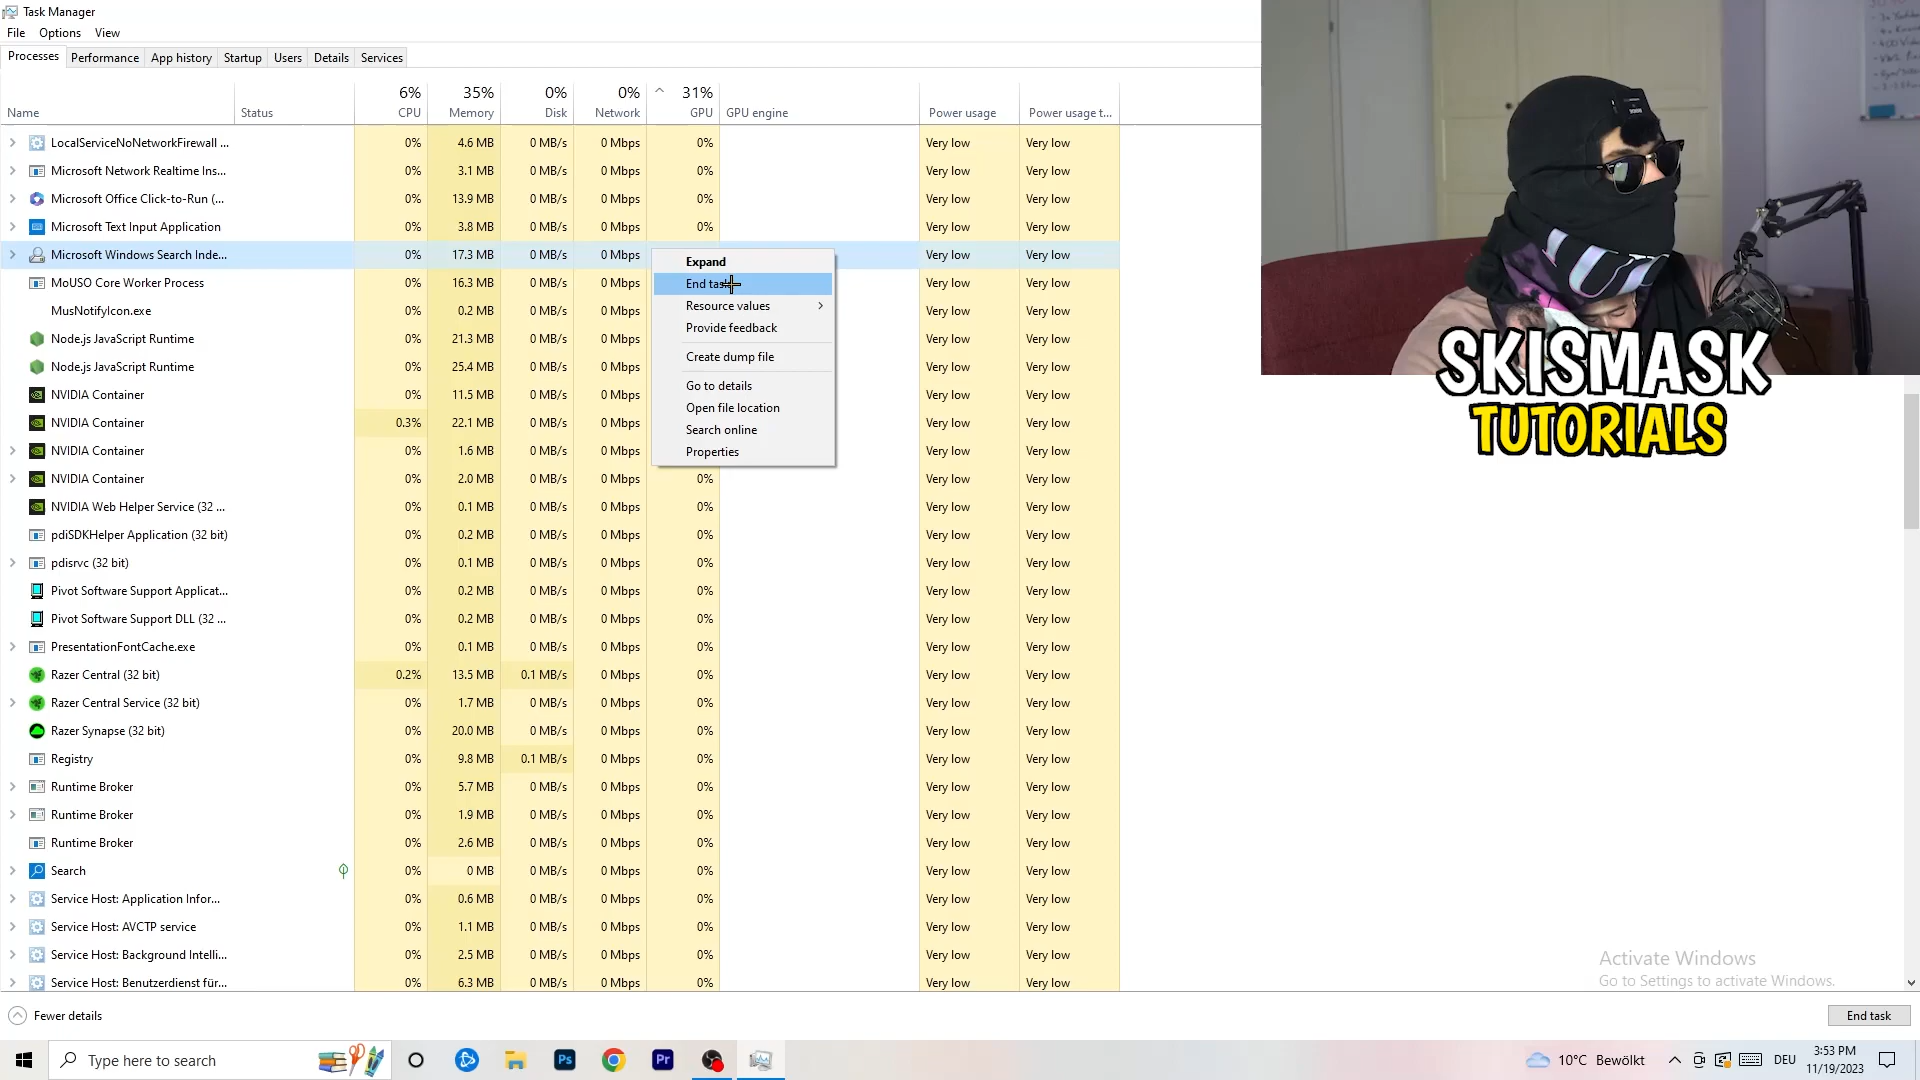 Task Manager
File Options View
Processes Performance App history Startup Users Details Services
6% 35% 0% 0% 31%
Name Status CPU Memory Disk Network GPU GPU engine Power usage Power usage t...
LocalServiceNoNetworkFirewall ... 0% 4.6 MB 0 MB/s 0 Mbps 0% Very low Very low
Microsoft Network Realtime Ins... 0% 3.1 MB 0 MB/s 0 Mbps 0% Very low Very low
Microsoft Office Click-to-Run (... 0% 13.9 MB 0 MB/s 0 Mbps 0% Very low Very low
Microsoft Text Input Application 0% 3.8 MB 0 MB/s 0 Mbps 0% Very low Very low
Microsoft Windows Search Inde... 0% 17.3 MB 0 MB/s 0 Mbps Very low Very low
MoUSO Core Worker Process 0% 16.3 MB 0 MB/s 0 Mbps Very low Very low
MusNotifyIcon.exe 0% 0.2 MB 0 MB/s 0 Mbps Very low Very low
Node.js JavaScript Runtime 0% 21.3 MB 0 MB/s 0 Mbps Very low Very low
Node.js JavaScript Runtime 0% 25.4 MB 0 MB/s 0 Mbps Very low Very low
NVIDIA Container 0% 11.5 MB 0 MB/s 0 Mbps Very low Very low
NVIDIA Container 0.3% 22.1 MB 0 MB/s 0 Mbps Very low Very low
NVIDIA Container 0% 1.6 MB 0 MB/s 0 Mbps Very low Very low
NVIDIA Container 0% 2.0 MB 0 MB/s 0 Mbps 0% Very low Very low
NVIDIA Web Helper Service (32 ... 0% 0.1 MB 0 MB/s 0 Mbps 0% Very low Very low
pdiSDKHelper Application (32 bit) 0% 0.2 MB 0 MB/s 0 Mbps 0% Very low Very low
pdisrvc (32 bit) 0% 0.1 MB 0 MB/s 0 Mbps 0% Very low Very low
Pivot Software Support Applicat... 0% 0.2 MB 0 MB/s 0 Mbps 0% Very low Very low
Pivot Software Support DLL (32 ... 0% 0.2 MB 0 MB/s 0 Mbps 0% Very low Very low
PresentationFontCache.exe 0% 0.1 MB 0 MB/s 0 Mbps 0% Very low Very low
Razer Central (32 bit) 0.2% 13.5 MB 0.1 MB/s 0 Mbps 0% Very low Very low
Razer Central Service (32 bit) 0% 1.7 MB 0 MB/s 0 Mbps 0% Very low Very low
Razer Synapse (32 bit) 0% 20.0 MB 0 MB/s 0 Mbps 0% Very low Very low
Registry 0% 9.8 MB 0.1 MB/s 0 Mbps 0% Very low Very low
Runtime Broker 0% 5.7 MB 0 MB/s 0 Mbps 0% Very low Very low
Runtime Broker 0% 1.9 MB 0 MB/s 0 Mbps 0% Very low Very low
Runtime Broker 0% 2.6 MB 0 MB/s 0 Mbps 0% Very low Very low
Search 0% 0 MB 0 MB/s 0 Mbps 0% Very low Very low
Service Host: Application Infor... 0% 0.6 MB 0 MB/s 0 Mbps 0% Very low Very low
Service Host: AVCTP service 0% 1.1 MB 0 MB/s 0 Mbps 0% Very low Very low
Service Host: Background Intelli... 0% 2.5 MB 0 MB/s 0 Mbps 0% Very low Very low
Service Host: Benutzerdienst für... 0% 6.3 MB 0 MB/s 0 Mbps 0% Very low Very low
Expand
End task
Resource values
Provide feedback
Create dump file
Go to details
Open file location
Search online
Properties
SKISMASK
TUTORIALS
Activate Windows
Go to Settings to activate Windows.
Fewer details End task
Type here to search Ps Pr 10°C Bewölkt DEU 3:53 PM
11/19/2023